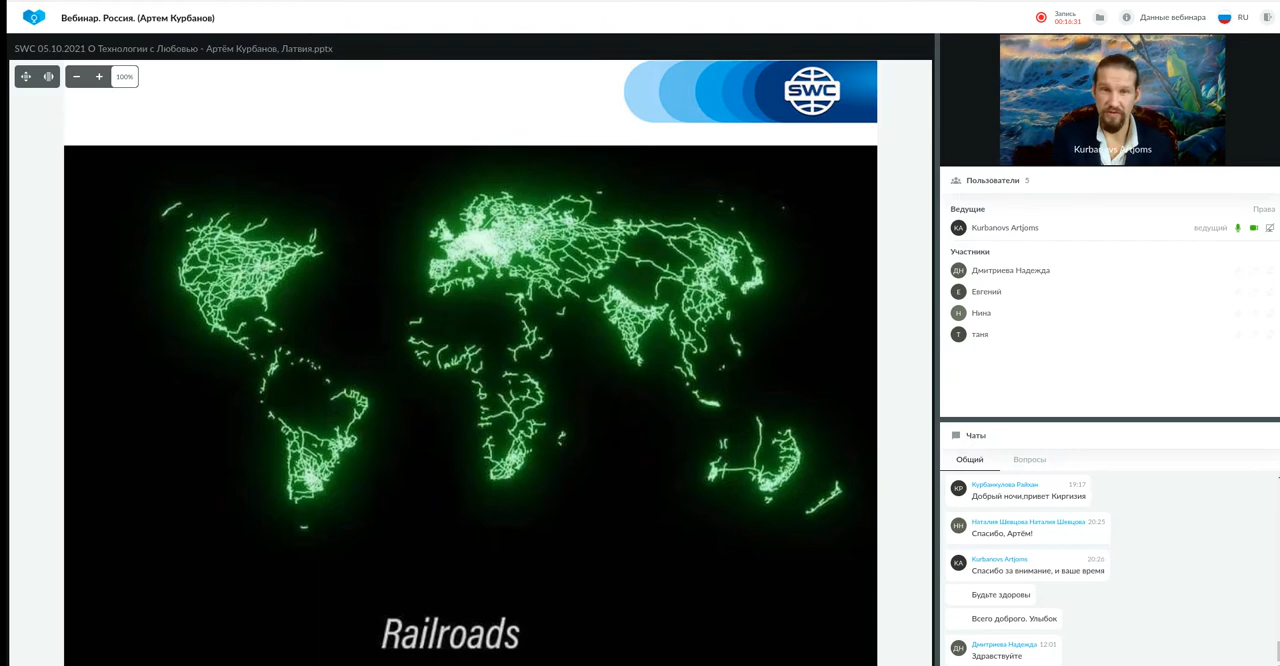 Вебинар. Россия. (Артем Курбанов)
Запись
00:16:31
Данные вебинара
RU
SWC 05.10.2021 О Технологии с Любовью - Артём Курбанов, Латвия.pptx
100%
SWC
Railroads
Kurbanovs Artjoms
Пользователи 5
Ведущие
Права
KA
Kurbanovs Artjoms
ведущий
Участники
ДН
Дмитриева Надежда
Е
Евгений
Н
Нина
Т
таня
Чаты
Общий
Вопросы
КР
Курбанкулова Райхан 19:17
Добрый ночи,привет Киргизия
НН
Наталия Шевцова Наталия Шевцова 20:25
Спасибо, Артём!
KA
Kurbanovs Artjoms 20:26
Спасибо за внимание, и ваше время
Будьте здоровы
Всего доброго. Улыбок
ДН
Дмитриева Надежда 12:01
Здравствуйте